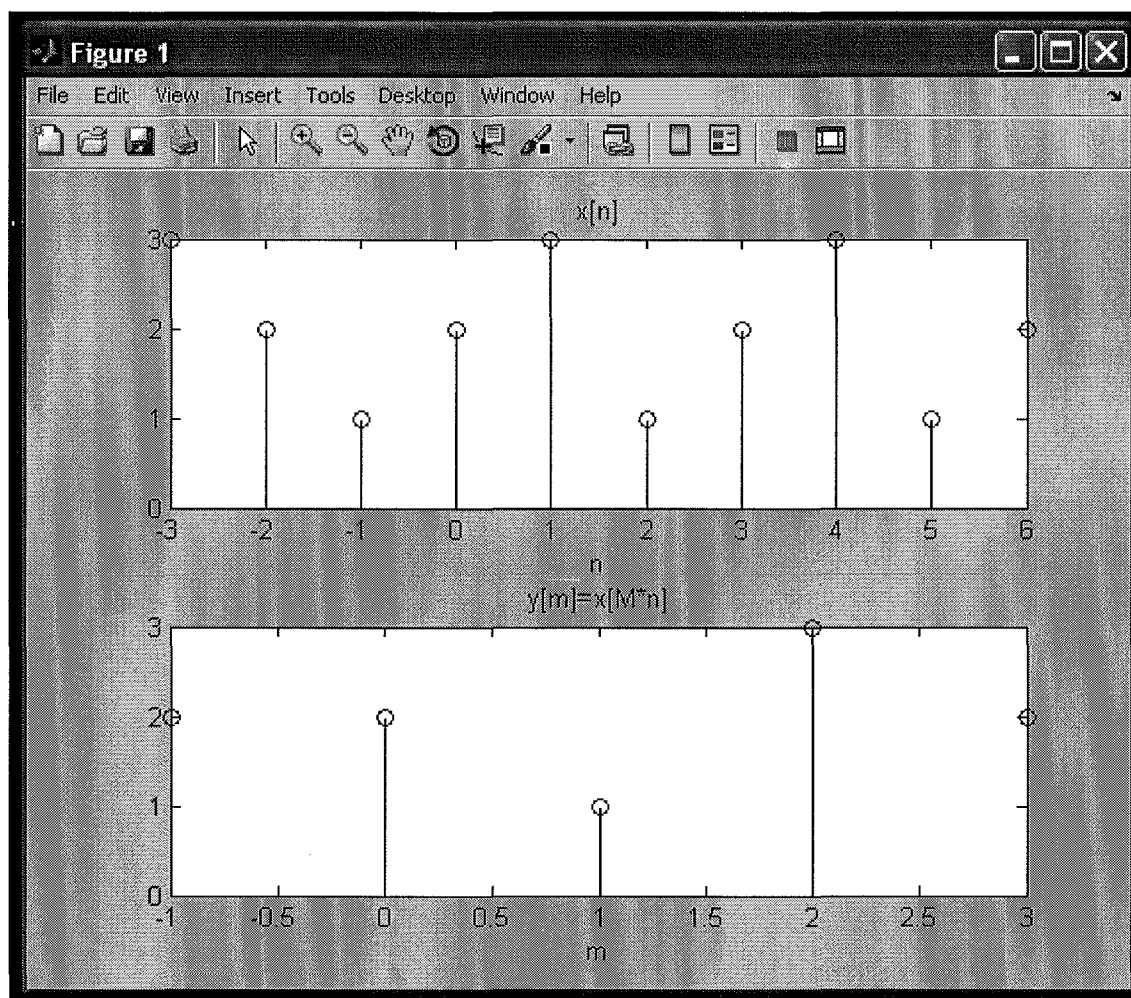 Figure 1
File Edit View Insert Tools Desktop Window Help
x[n]
3
2
1
0
-3 -2 -1 0 1 2 3 4 5 6
n
y[m]=x[M*n]
3
2
1
0
-1 -0.5 0 0.5 1 1.5 2 2.5 3
m